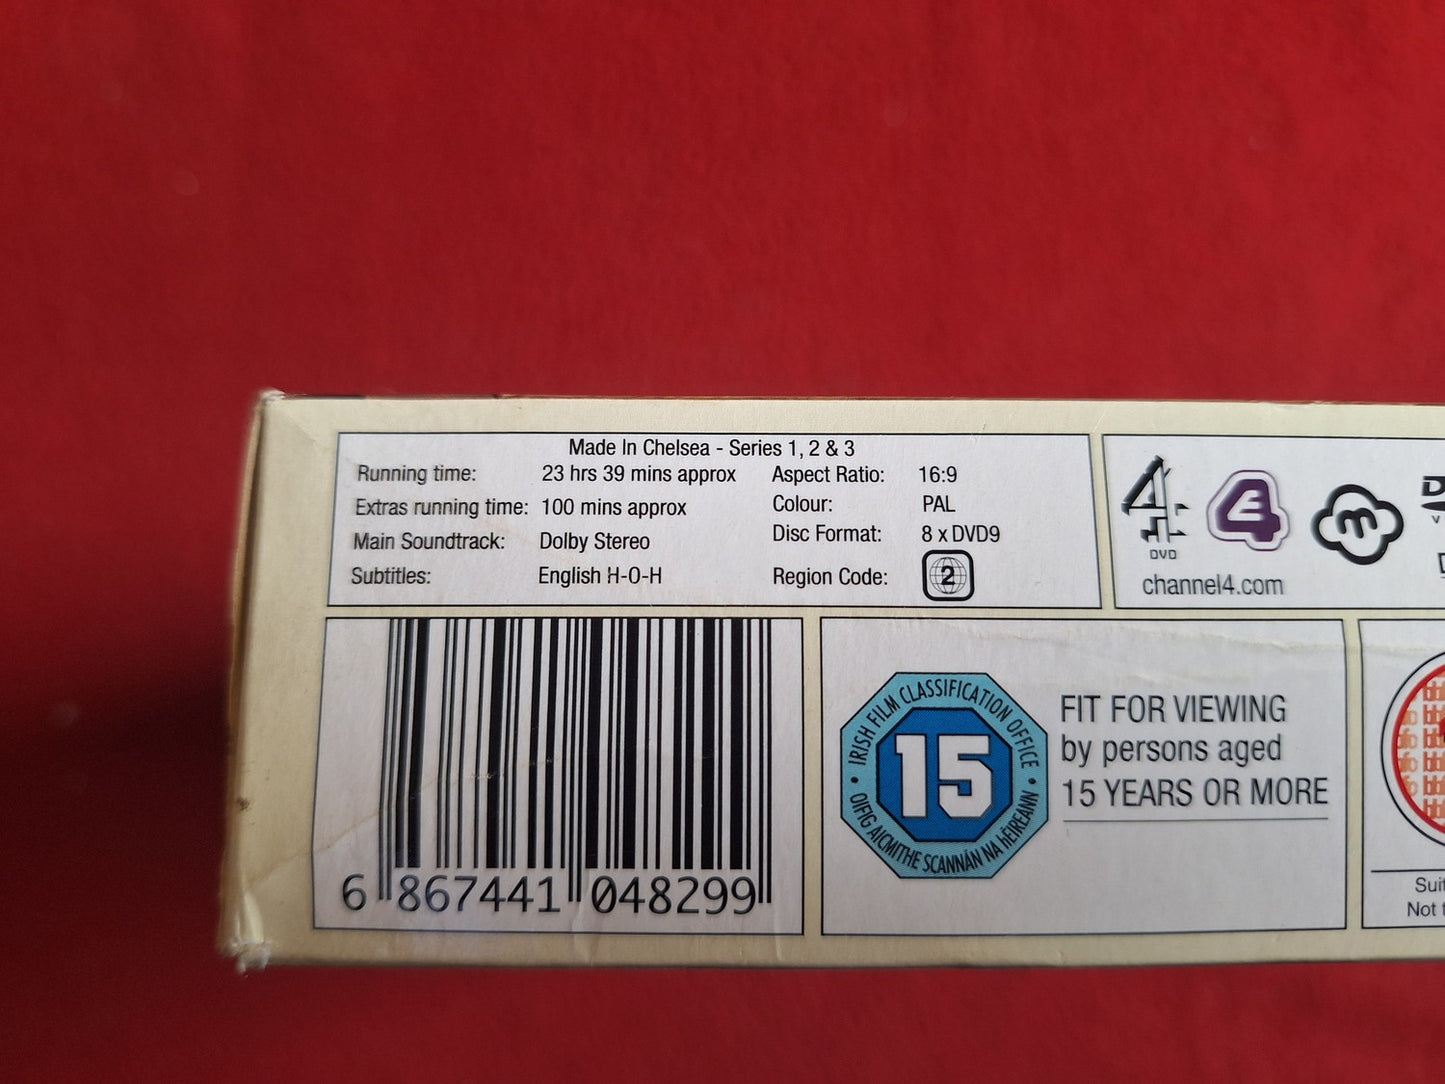 Made In Chelsea - Series 1, 2 & 3
Running time: 23 hrs 39 mins approx
Extras running time: 100 mins approx
Main Soundtrack: Dolby Stereo
Subtitles: English H-O-H
Aspect Ratio: 16:9
Colour: PAL
Disc Format: 8 x DVD9
Region Code: 2
4
DVD
E4
m
channel4.com
6 867441 048299
IRISH FILM CLASSIFICATION OFFICE
15
OIFIG AICMITHE SCANNÁN NA hÉIREANN
FIT FOR VIEWING
by persons aged
15 YEARS OR MORE
Not